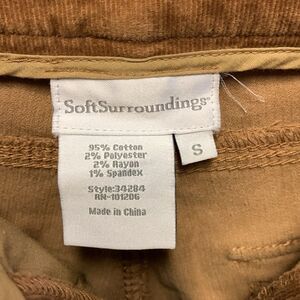 SoftSurroundings®
S
95% Cotton
2% Polyester
2% Rayon
1% Spandex
Style:34284
RN-101206
Made in China